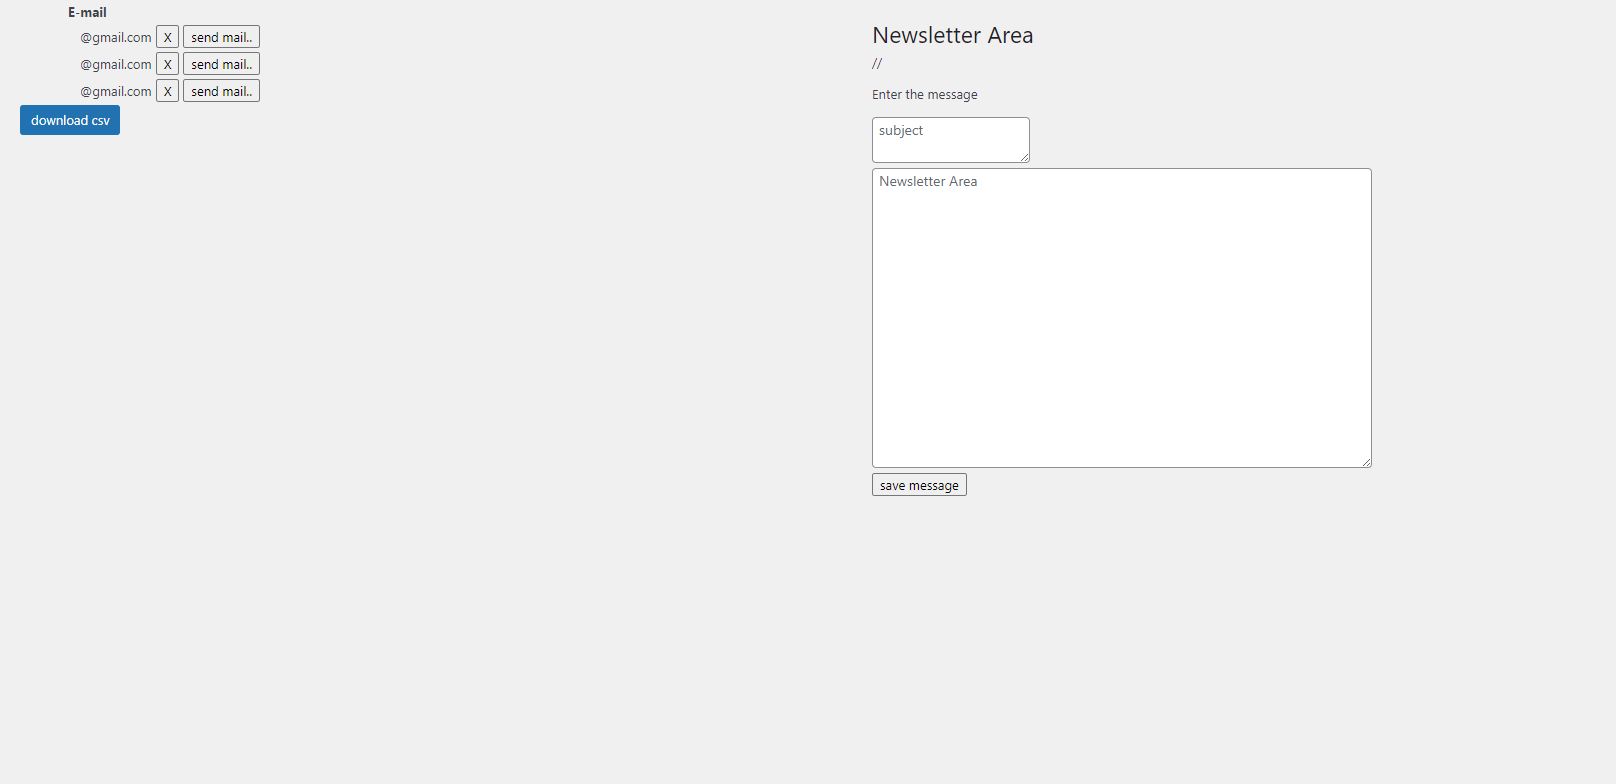 E-mail
@gmail.com X send mail..
@gmail.com X send mail..
@gmail.com X send mail..
download csv
Newsletter Area
//
Enter the message
subject
Newsletter Area
save message